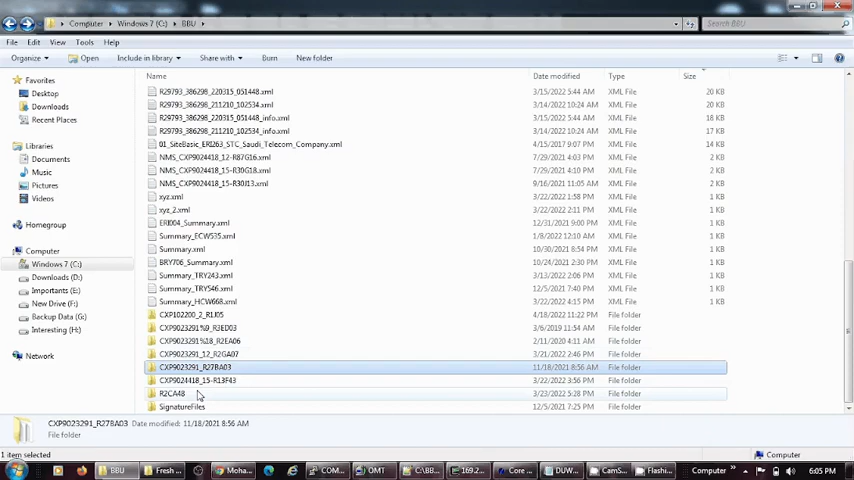 Computer ▸ Windows 7 (C:) ▸ BBU ▸
Search BBU
File Edit View Tools Help
Organize Open Include in library Share with Burn New folder
Name Date modified Type Size
Favorites
Desktop
Downloads
Recent Places
Libraries
Documents
Music
Pictures
Videos
Homegroup
Computer
Windows 7 (C:)
Downloads (D:)
Importants (E:)
New Drive (F:)
Backup Data (G:)
Interesting (H:)
Network
R29793_386298_220315_051448.xml 3/15/2022 5:44 AM XML File 20 KB
R29793_386298_211210_102534.xml 3/14/2022 10:24 AM XML File 20 KB
R29793_386298_220315_051448_info.xml 3/15/2022 5:44 AM XML File 18 KB
R29793_386298_211210_102534_info.xml 3/14/2022 10:24 AM XML File 17 KB
01_SiteBasic_ERI263_STC_Saudi_Telecom_Company.xml 4/15/2017 9:07 PM XML File 14 KB
NMS_CXP9024418_12-R87G16.xml 7/29/2021 4:03 PM XML File 2 KB
NMS_CXP9024418_15-R30G18.xml 7/29/2021 4:13 PM XML File 2 KB
NMS_CXP9024418_15-R30J13.xml 9/16/2021 11:05 AM XML File 2 KB
xyz.xml 3/22/2022 1:58 PM XML File 1 KB
xyz_2.xml 3/22/2022 2:11 PM XML File 1 KB
ERI004_Summary.xml 12/31/2021 9:00 AM XML File 1 KB
Summary_ECW535.xml 1/8/2022 12:10 AM XML File 1 KB
Summary.xml 10/30/2021 8:54 PM XML File 1 KB
BRY706_Summary.xml 10/24/2021 2:30 PM XML File 1 KB
Summary_TRY243.xml 3/13/2022 2:06 PM XML File 1 KB
Summary_TRY546.xml 12/5/2021 7:40 PM XML File 1 KB
Summary_HCW668.xml 3/22/2022 4:15 PM XML File 1 KB
CXP102200_2_R1J05 4/18/2022 11:22 PM File folder
CXP9023291%9_R3ED03 3/6/2019 11:54 AM File folder
CXP9023291%18_R2EA06 2/11/2020 4:11 AM File folder
CXP9023291_12_R2GA07 3/21/2022 2:46 PM File folder
CXP9023291_R27BA03 11/18/2021 8:56 AM File folder
CXP9024418_15-R13F43 3/22/2022 3:56 PM File folder
R2CA48 3/23/2022 5:28 PM File folder
SignatureFiles 12/5/2021 7:25 PM File folder
CXP9023291_R27BA03 Date modified: 11/18/2021 8:56 AM
File folder
1 item selected Computer
BBU Fresh ... Moha... COM... OMT C:\BB... 169.2... Core ... DUW... CamS... Flashi... Computer 6:05 PM